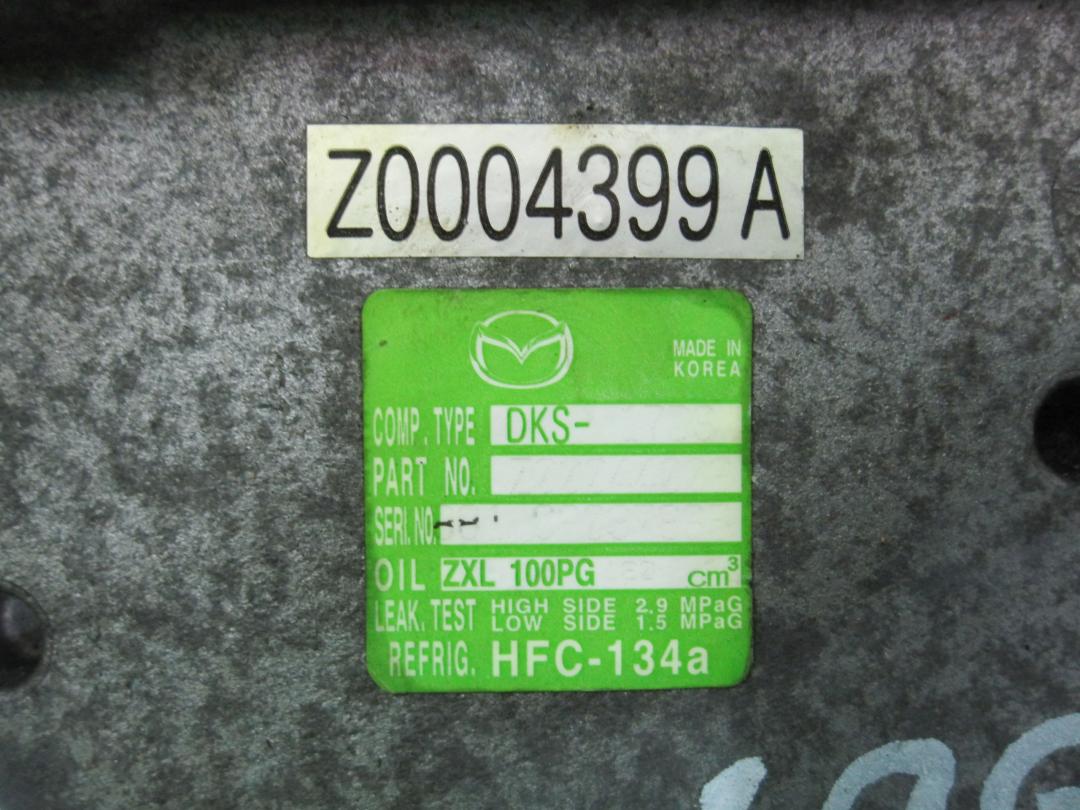 Z0004399 A
MADE IN
KOREA
COMP. TYPE DKS-
PART NO.
SERI. NO.
OIL ZXL 100PG cm³
LEAK. TEST HIGH SIDE 2.9 MPaG
LOW SIDE 1.5 MPaG
REFRIG. HFC-134a